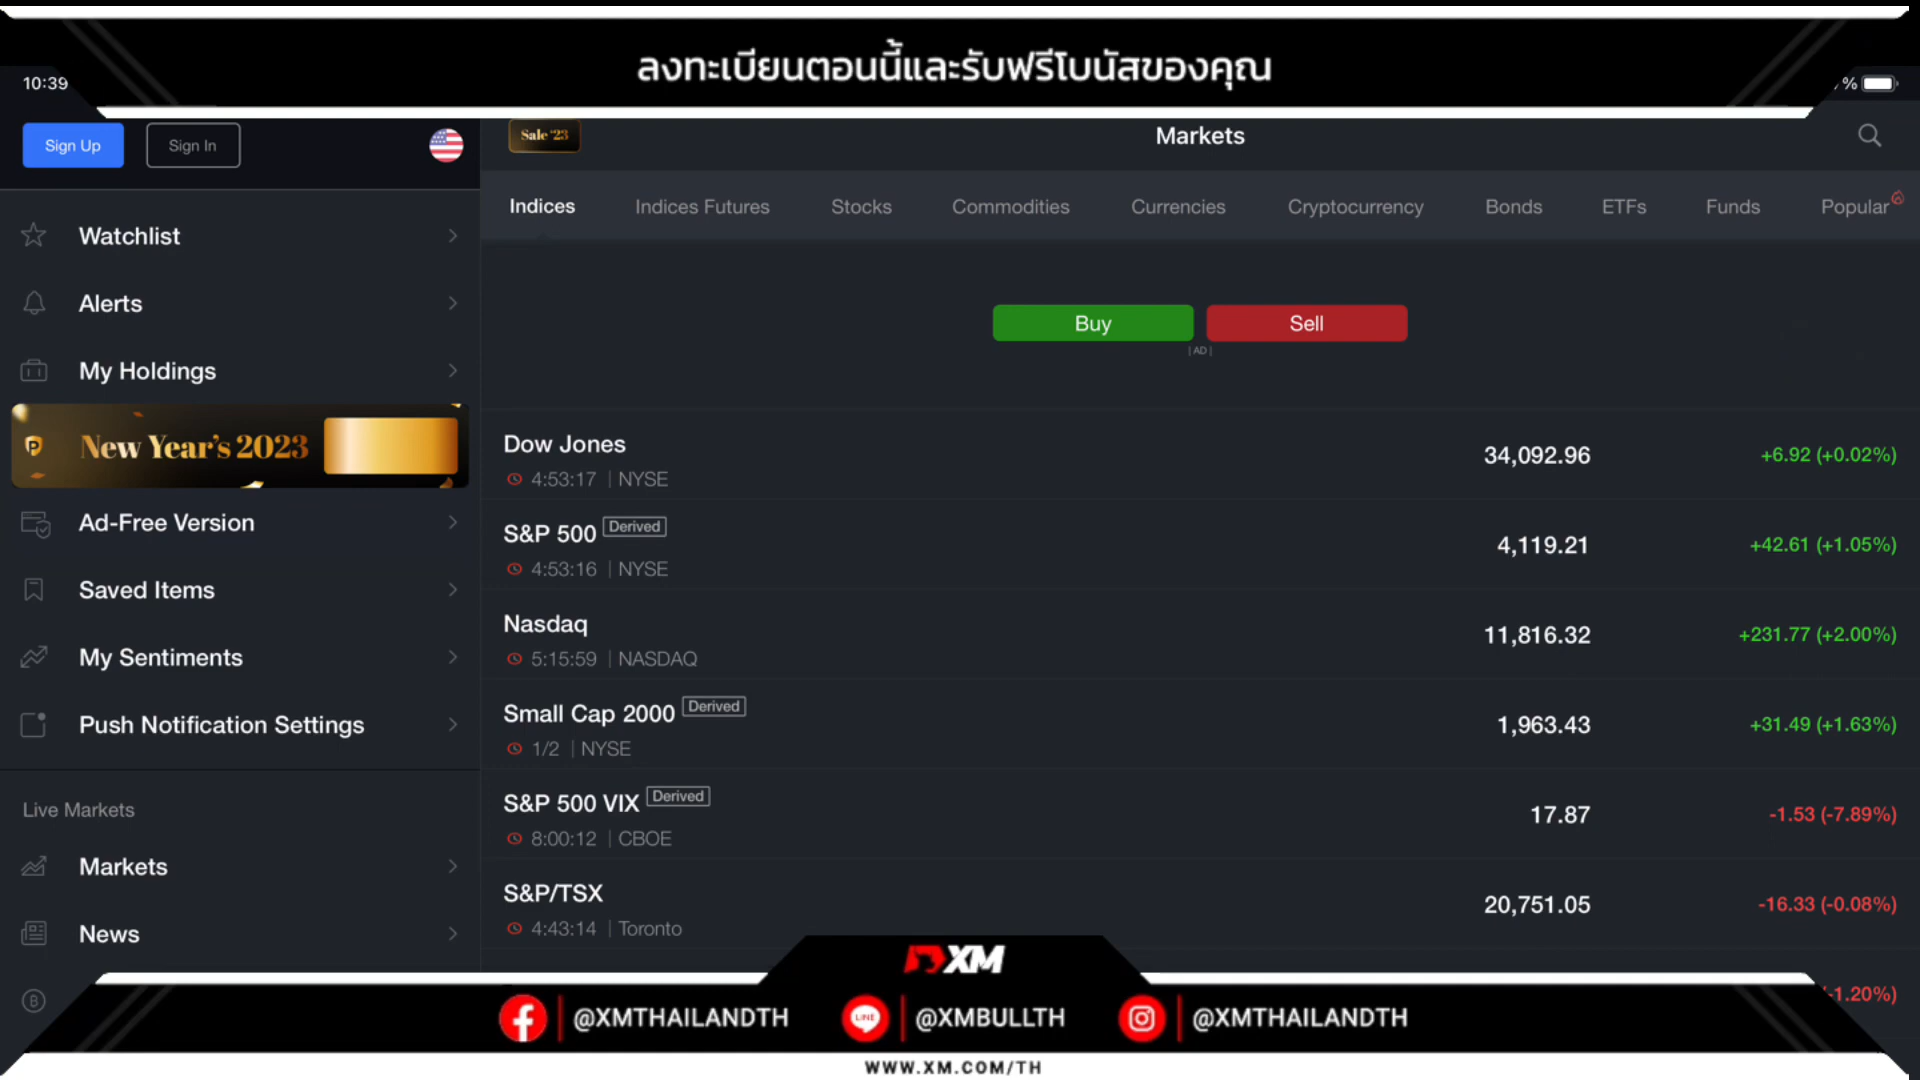 ลงทะเบียนตอนนี้และรับฟรีโบนัสของคุณ
10:39
%
Sign Up
Sign In
Sale '23
Markets
Indices
Indices Futures
Stocks
Commodities
Currencies
Cryptocurrency
Bonds
ETFs
Funds
Popular
Watchlist
Alerts
My Holdings
New Year's 2023
Ad-Free Version
Saved Items
My Sentiments
Push Notification Settings
Live Markets
Markets
News
Buy
Sell
| AD |
Dow Jones
34,092.96
+6.92 (+0.02%)
4:53:17 | NYSE
S&P 500 Derived
4,119.21
+42.61 (+1.05%)
4:53:16 | NYSE
Nasdaq
11,816.32
+231.77 (+2.00%)
5:15:59 | NASDAQ
Small Cap 2000 Derived
1,963.43
+31.49 (+1.63%)
1/2 | NYSE
S&P 500 VIX Derived
17.87
-1.53 (-7.89%)
8:00:12 | CBOE
S&P/TSX
20,751.05
-16.33 (-0.08%)
4:43:14 | Toronto
-1.20%)
XM
@XMTHAILANDTH
LINE
@XMBULLTH
@XMTHAILANDTH
WWW.XM.COM/TH